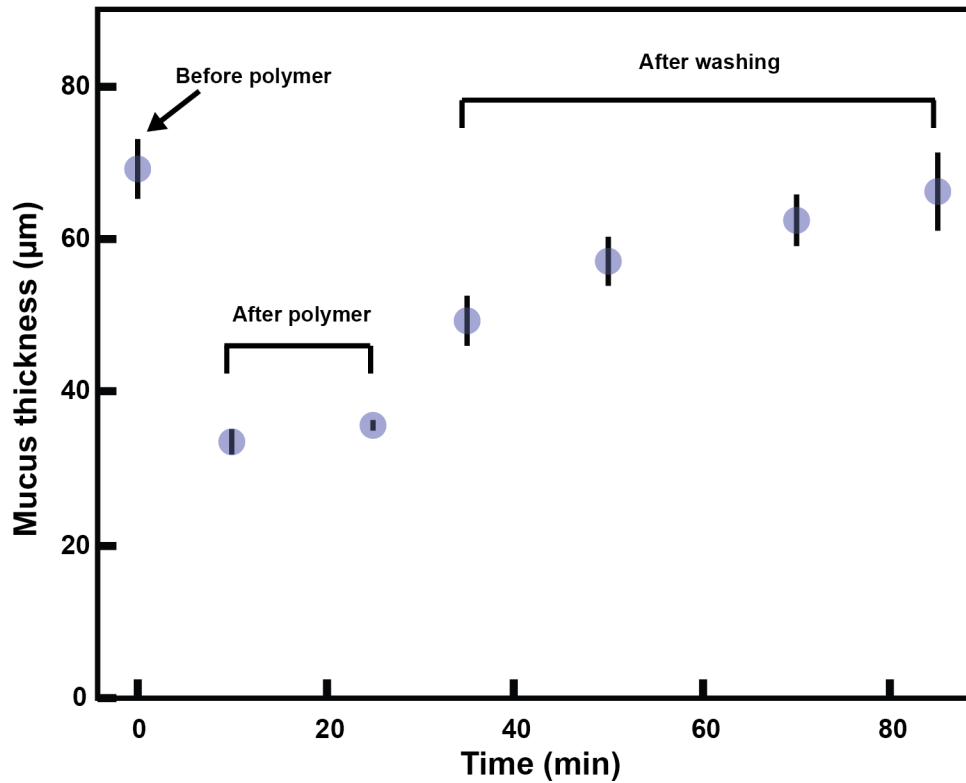 After washing
Before polymer
80
60
After polymer
40
20
0
Mucus thickness (µm)
0 20 40 60 80
Time (min)